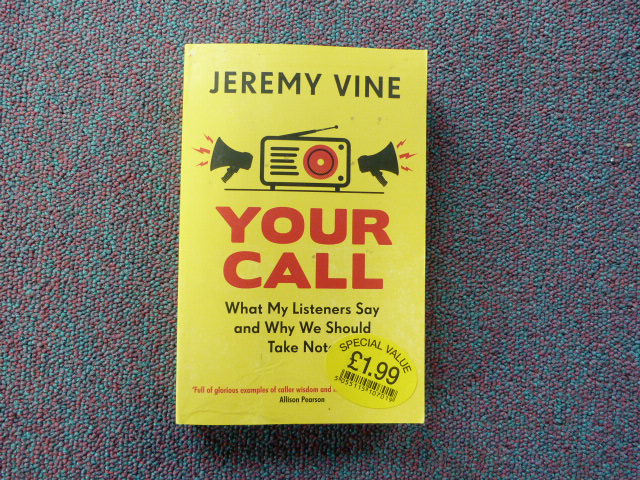 JEREMY VINE
YOUR
CALL
What My Listeners Say
and Why We Should
Take Not
SPECIAL VALUE
£1.99
'Full of glorious examples of caller wisdom and
Allison Pearson